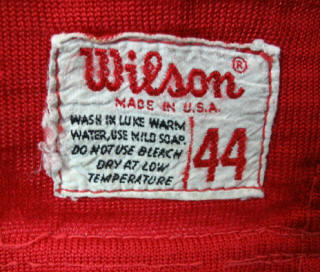 Wilson®
MADE IN U.S.A.
WASH IN LUKE WARM
WATER, USE MILD SOAP.
DO NOT USE BLEACH
DRY AT LOW
TEMPERATURE
44